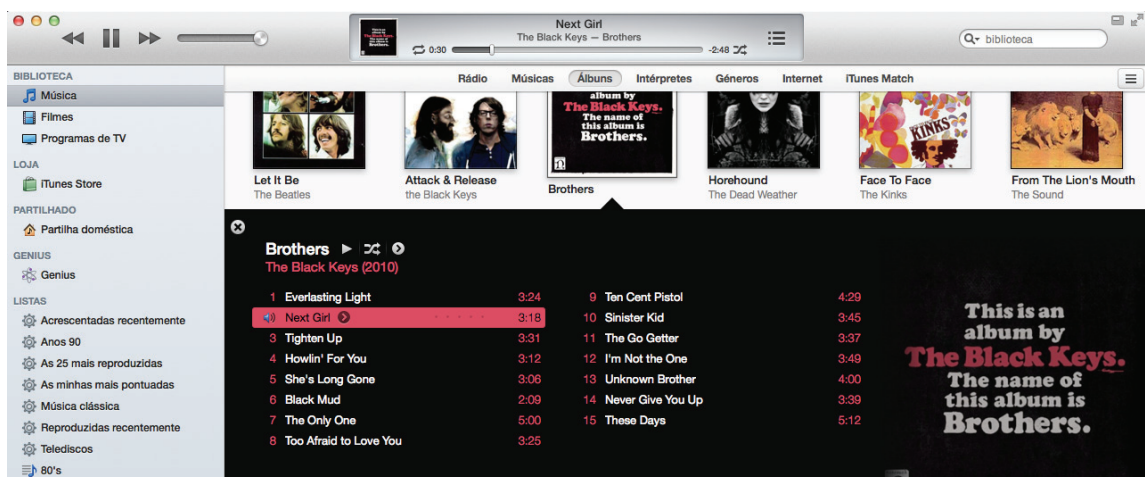 Next Girl
The Black Keys — Brothers
0:30
-2:48
biblioteca
BIBLIOTECA
Música
Filmes
Programas de TV
LOJA
iTunes Store
PARTILHADO
Partilha doméstica
GENIUS
Genius
LISTAS
Acrescentadas recentemente
Anos 90
As 25 mais reproduzidas
As minhas mais pontuadas
Música clássica
Reproduzidas recentemente
Telediscos
80's
Rádio Músicas Álbuns Intérpretes Géneros Internet iTunes Match
album by
The Black Keys.
The name of
this album is
Brothers.
KINKS
Let It Be
The Beatles
Attack & Release
the Black Keys
Brothers
Horehound
The Dead Weather
Face To Face
The Kinks
From The Lion's Mouth
The Sound
Brothers
The Black Keys (2010)
1 Everlasting Light 3:24
Next Girl 3:18
3 Tighten Up 3:31
4 Howlin' For You 3:12
5 She's Long Gone 3:06
6 Black Mud 2:09
7 The Only One 5:00
8 Too Afraid to Love You 3:25
9 Ten Cent Pistol 4:29
10 Sinister Kid 3:45
11 The Go Getter 3:37
12 I'm Not the One 3:49
13 Unknown Brother 4:00
14 Never Give You Up 3:39
15 These Days 5:12
This is an
album by
The Black Keys.
The name of
this album is
Brothers.